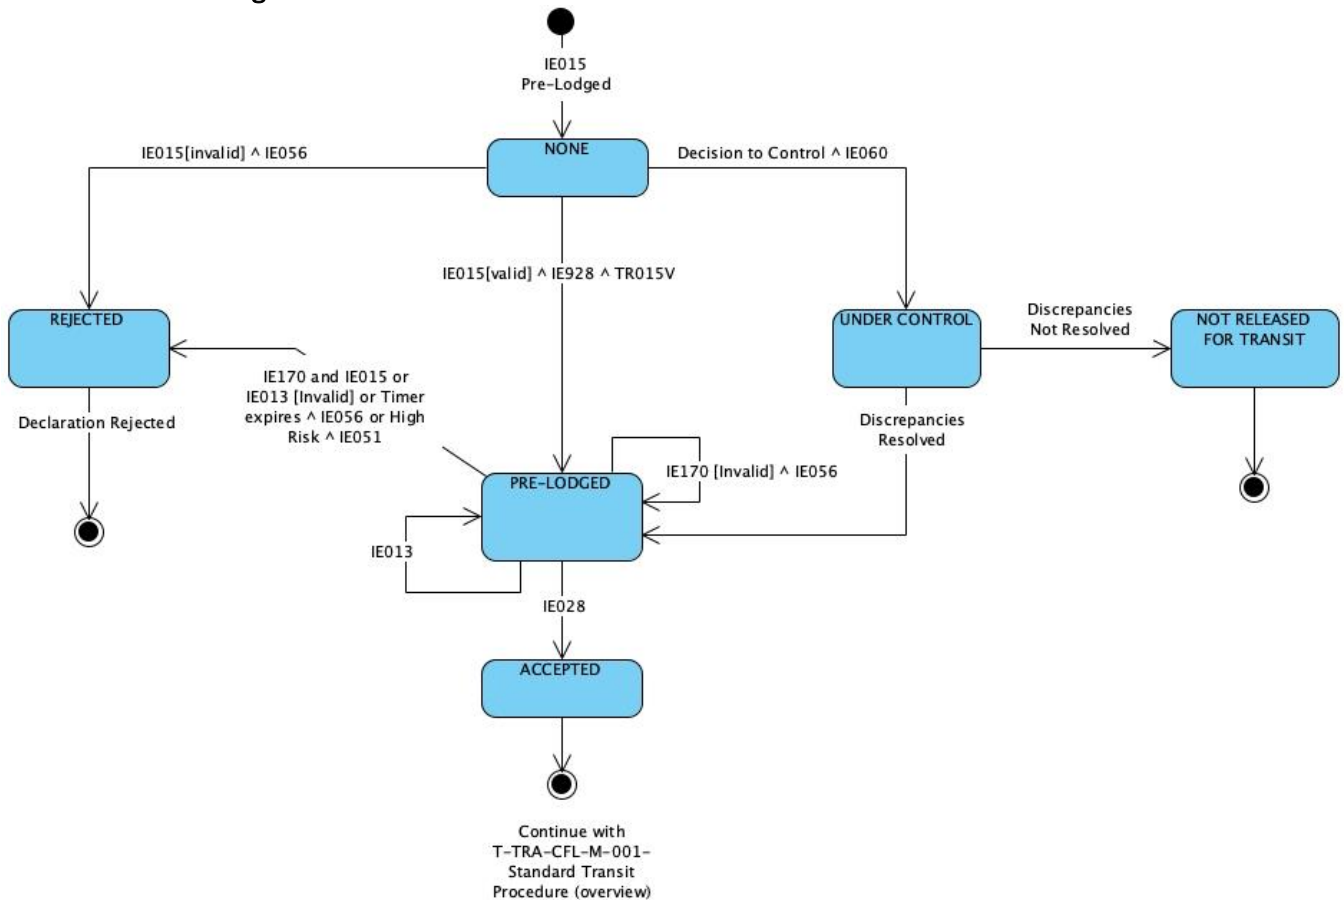 IE015
Pre-Lodged
NONE
IE015[invalid] ^ IE056
Decision to Control ^ IE060
IE015[valid] ^ IE928 ^ TR015V
REJECTED
UNDER CONTROL
Discrepancies
Not Resolved
NOT RELEASED
FOR TRANSIT
IE170 and IE015 or
IE013 [Invalid] or Timer
expires ^ IE056 or High
Risk ^ IE051
Declaration Rejected
Discrepancies
Resolved
PRE-LODGED
IE170 [Invalid] ^ IE056
IE013
IE028
ACCEPTED
Continue with
T-TRA-CFL-M-001-
Standard Transit
Procedure (overview)